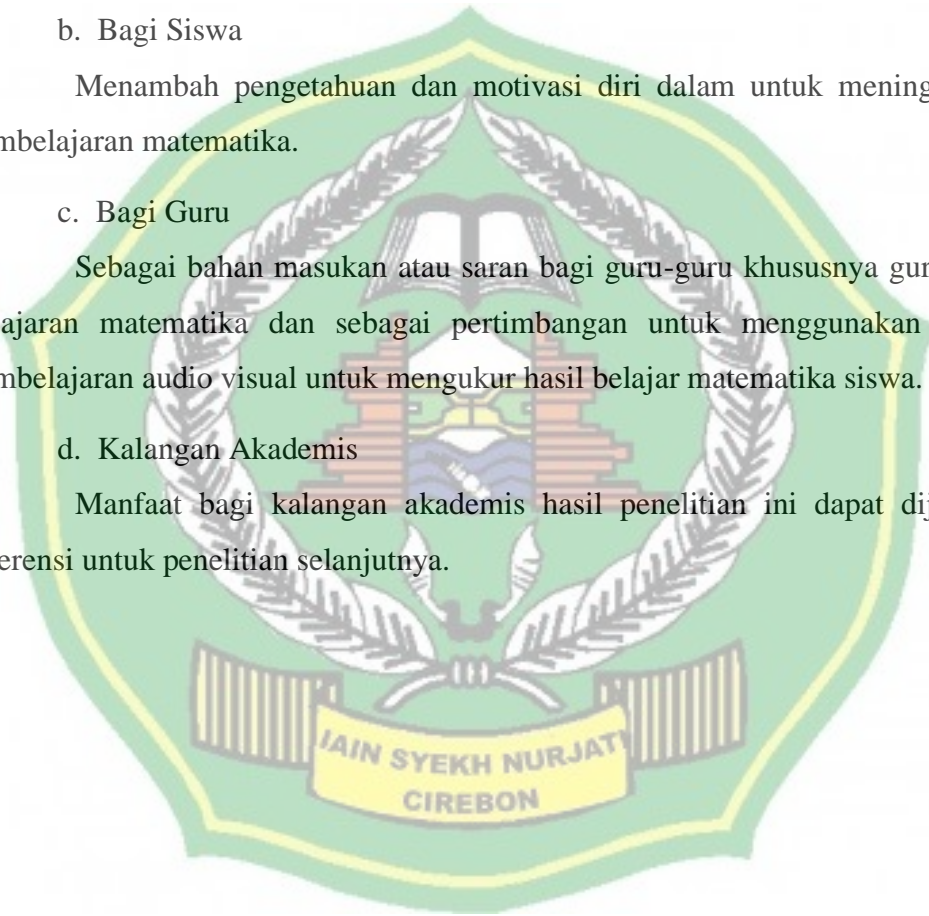 b. Bagi Siswa
Menambah pengetahuan dan motivasi diri dalam untuk mening
mbelajaran matematika.
c. Bagi Guru
Sebagai bahan masukan atau saran bagi guru-guru khususnya gur
ajaran matematika dan sebagai pertimbangan untuk menggunakan
mbelajaran audio visual untuk mengukur hasil belajar matematika siswa.
d. Kalangan Akademis
Manfaat bagi kalangan akademis hasil penelitian ini dapat dij
erensi untuk penelitian selanjutnya.
IAIN SYEKH NURJATI
CIREBON